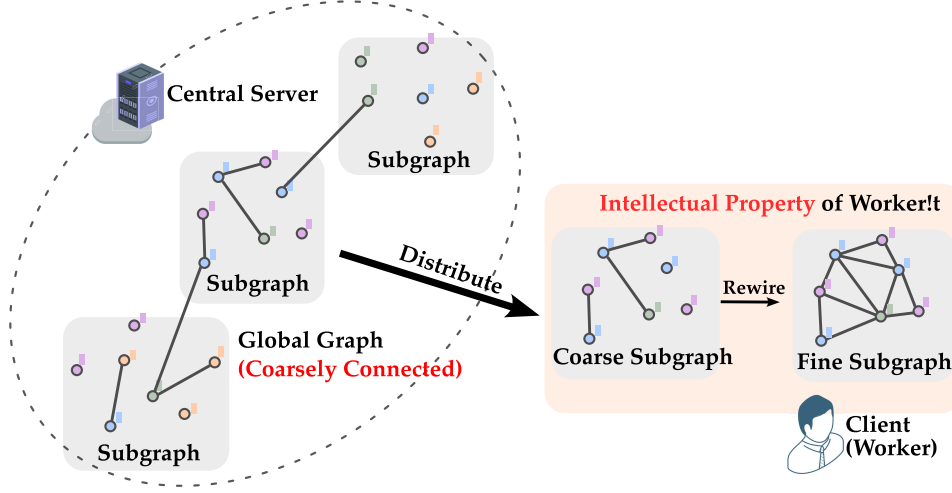 Central Server
Subgraph
Subgraph
Subgraph
Global Graph
(Coarsely Connected)
Distribute
Intellectual Property of Worker!t
Coarse Subgraph
Rewire
Fine Subgraph
Client
(Worker)